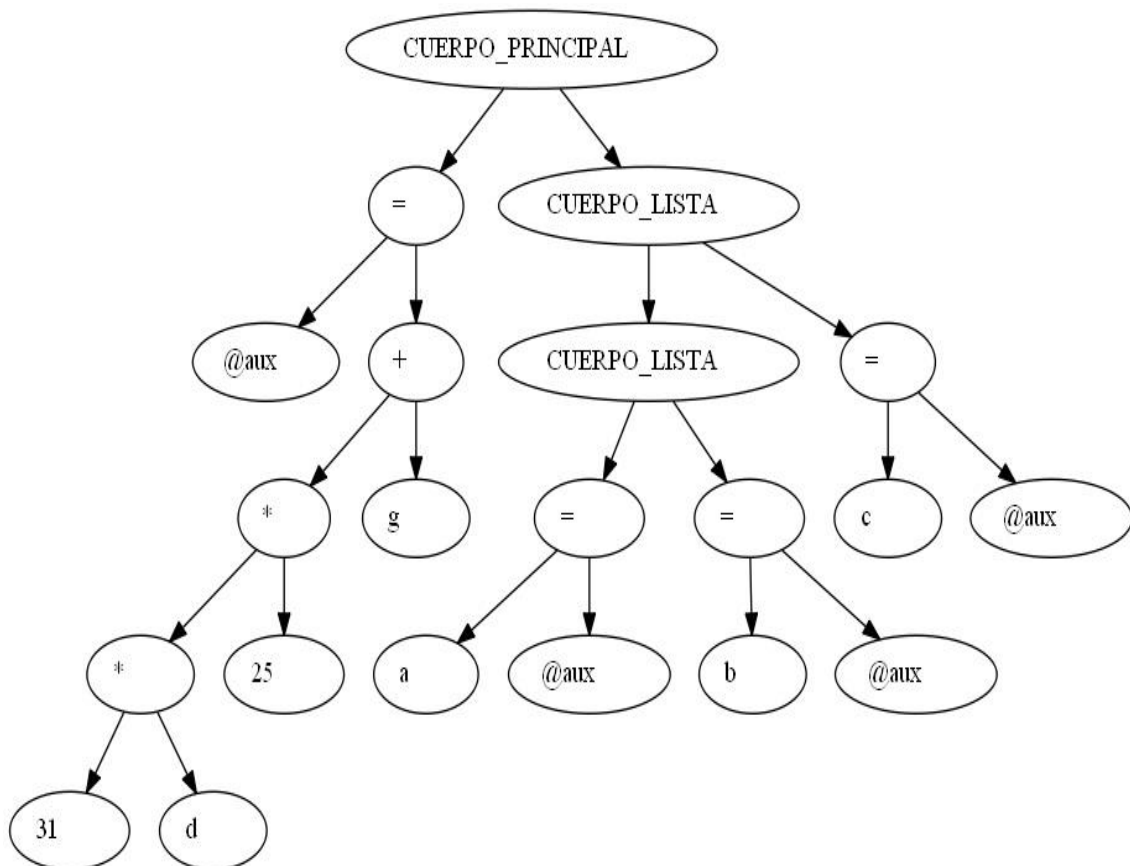 CUERPO_PRINCIPAL
= CUERPO_LISTA
@aux + CUERPO_LISTA =
* g = = c @aux
* 25 a @aux b @aux
31 d